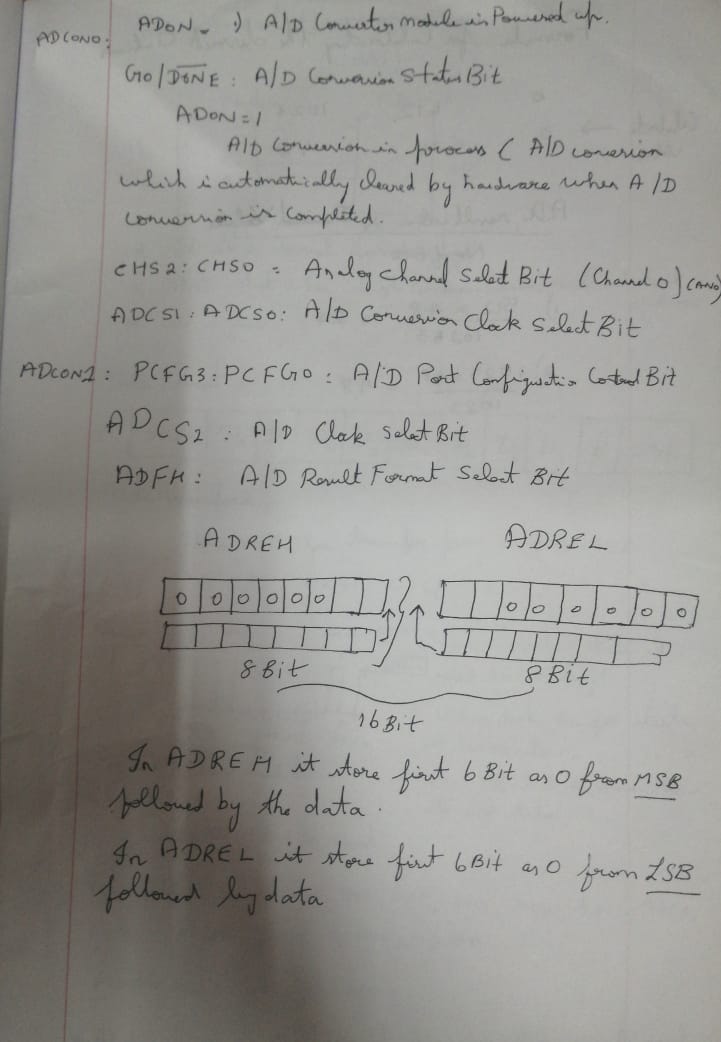 ADCON0: ADON - 1) A/D Converter Module is Powered up.
GO/DONE : A/D Conversion Status Bit
ADON = 1
A/D Conversion in process ( A/D conversion
which is automatically cleared by hardware when A/D
conversion is completed.
CHS2 : CHS0 = Analog Channel Select Bit (Channel 0) (AN0)
ADCS1 : ADCS0 : A/D Conversion Clock Select Bit
ADCON1 : PCFG3 : PCFG0 : A/D Port Configuration Control Bit
ADCS2 : A/D Clock Select Bit
ADFM : A/D Result Format Select Bit
ADREH ADREL
0 0 0 0 0 0 0 0 0 0 0 0
8 Bit 8 Bit
16 Bit
In ADREH it store first 6 Bit as 0 from MSB
followed by the data.
In ADREL it store first 6 Bit as 0 from LSB
followed by data